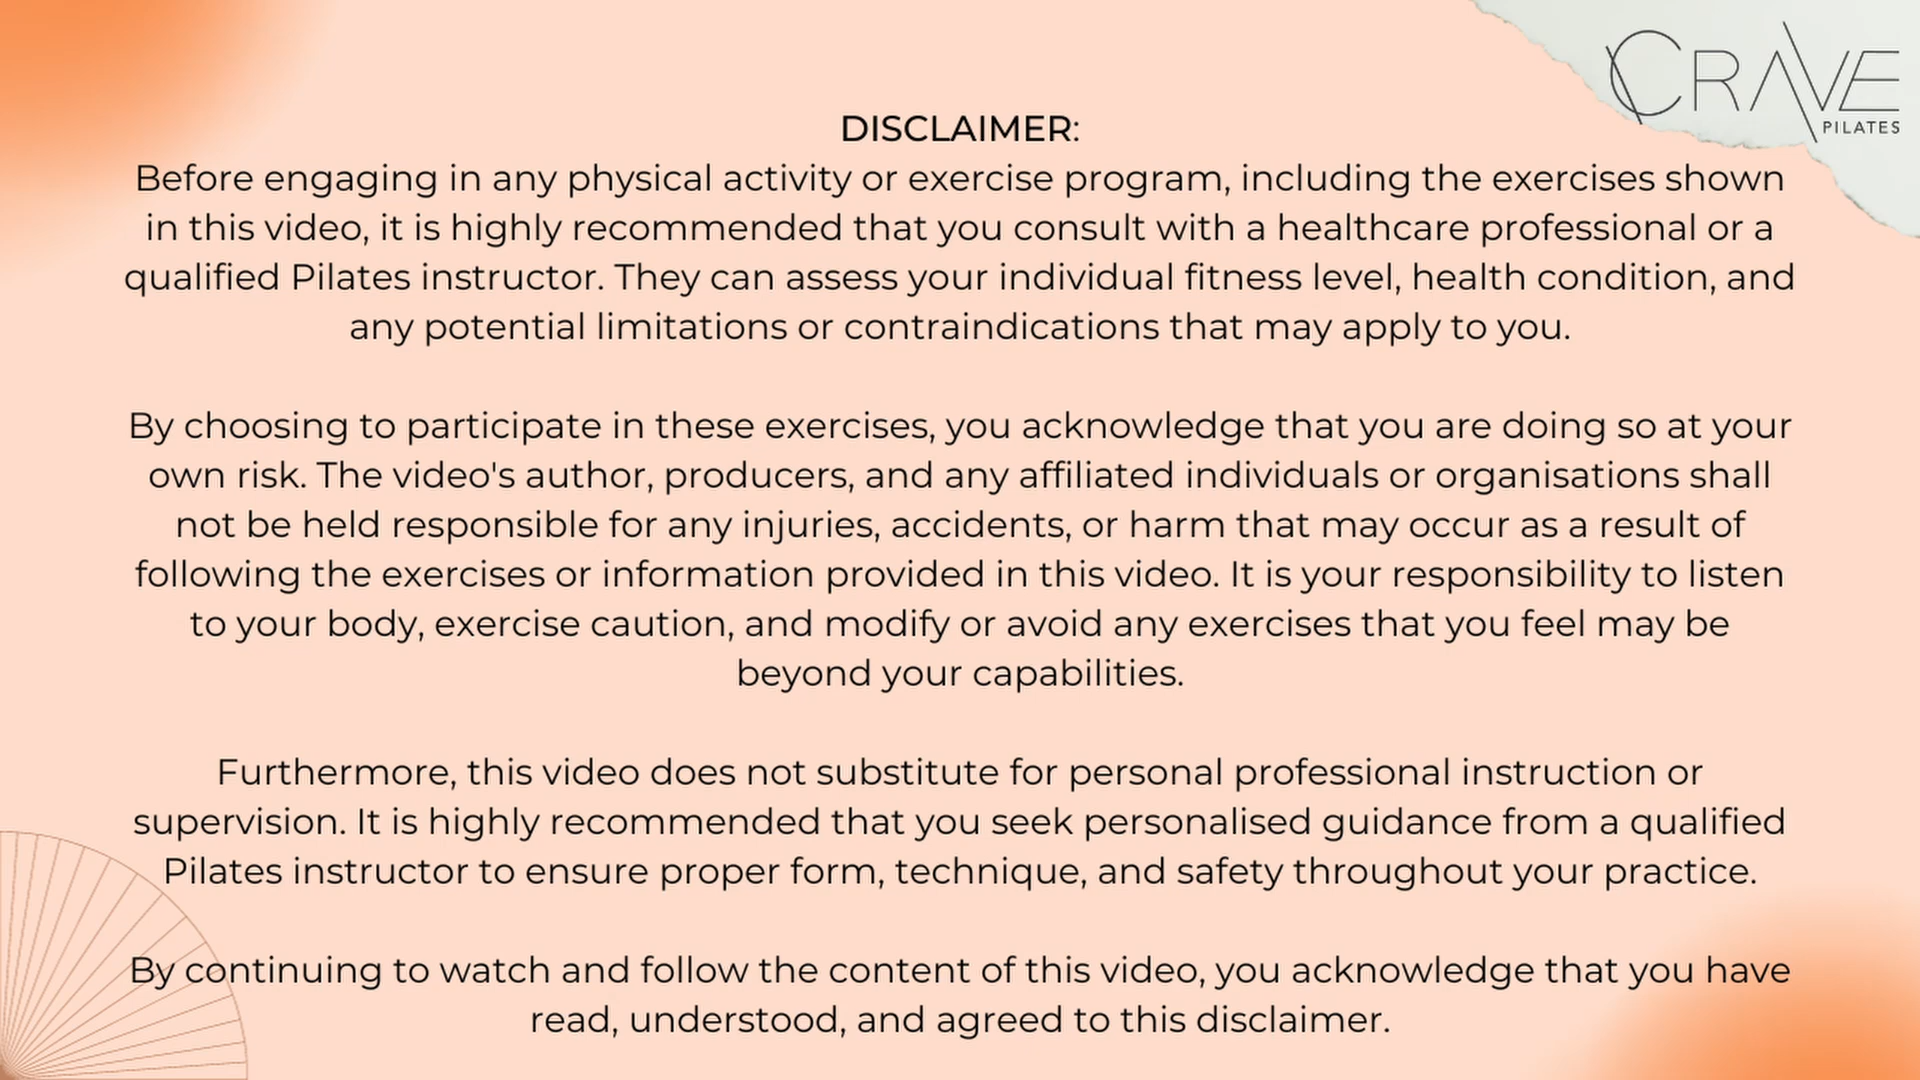 CRAVE
PILATES
DISCLAIMER:
Before engaging in any physical activity or exercise program, including the exercises shown
in this video, it is highly recommended that you consult with a healthcare professional or a
qualified Pilates instructor. They can assess your individual fitness level, health condition, and
any potential limitations or contraindications that may apply to you.
By choosing to participate in these exercises, you acknowledge that you are doing so at your
own risk. The video's author, producers, and any affiliated individuals or organisations shall
not be held responsible for any injuries, accidents, or harm that may occur as a result of
following the exercises or information provided in this video. It is your responsibility to listen
to your body, exercise caution, and modify or avoid any exercises that you feel may be
beyond your capabilities.
Furthermore, this video does not substitute for personal professional instruction or
supervision. It is highly recommended that you seek personalised guidance from a qualified
Pilates instructor to ensure proper form, technique, and safety throughout your practice.
By continuing to watch and follow the content of this video, you acknowledge that you have
read, understood, and agreed to this disclaimer.